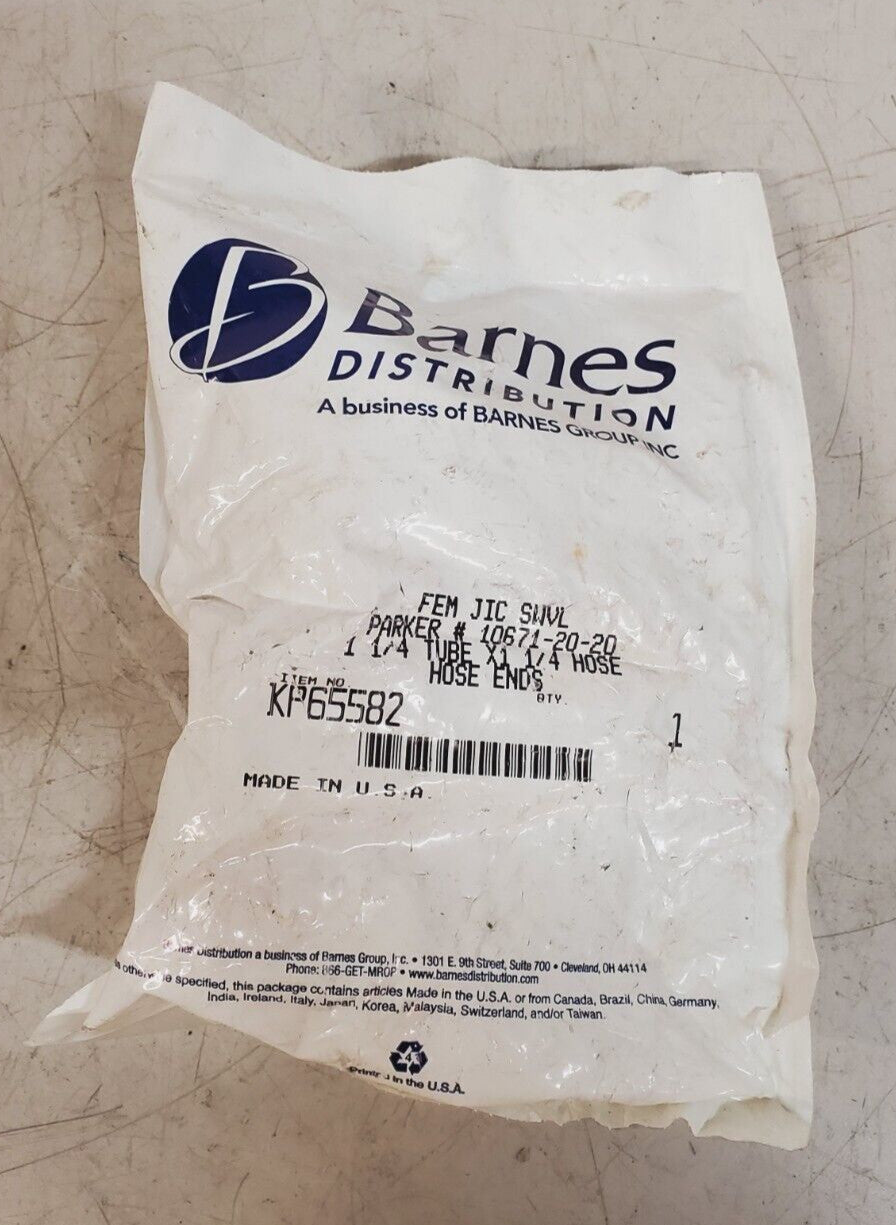 Barnes
DISTRIBUTION
A business of BARNES GROUP INC
FEM JIC SWVL
PARKER # 10671-20-20
1 1/4 TUBE X1 1/4 HOSE
HOSE ENDS
ITEM NO
QTY.
KP65582
1
MADE IN U.S.A.
Distribution a business of Barnes Group, Inc. • 1301 E. 9th Street, Suite 700 • Cleveland, OH 44114
Phone: 866-GET-MROP • www.barnesdistribution.com
specified, this package contains articles Made in the U.S.A. or from Canada, Brazil, China, Germany,
India, Ireland, Italy, Japan, Korea, Malaysia, Switzerland, and/or Taiwan.
4
Printed in the U.S.A.